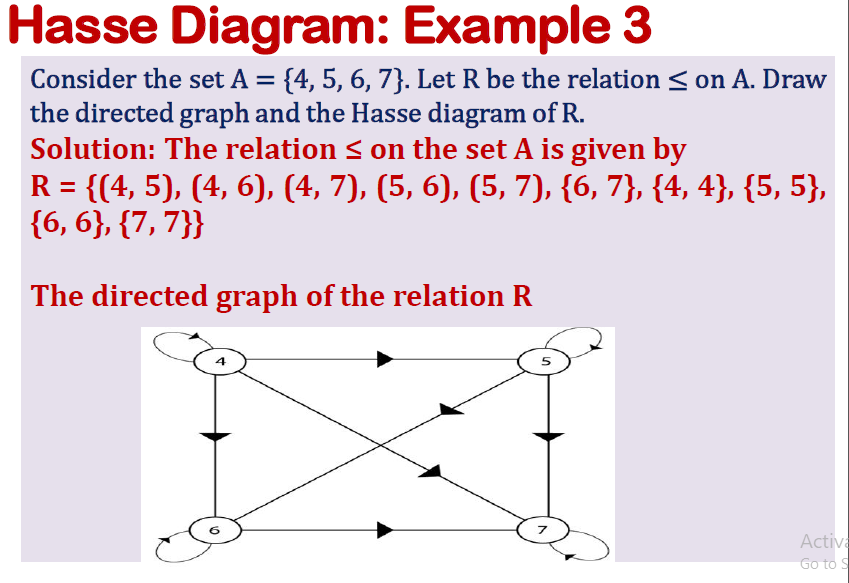 Hasse Diagram: Example 3
Consider the set A = {4, 5, 6, 7}. Let R be the relation ≤ on A. Draw
the directed graph and the Hasse diagram of R.
Solution: The relation ≤ on the set A is given by
R = {(4, 5), (4, 6), (4, 7), (5, 6), (5, 7), {6, 7}, {4, 4}, {5, 5},
{6, 6}, {7, 7}}
The directed graph of the relation R
4
5
6
7
Activa
Go to S